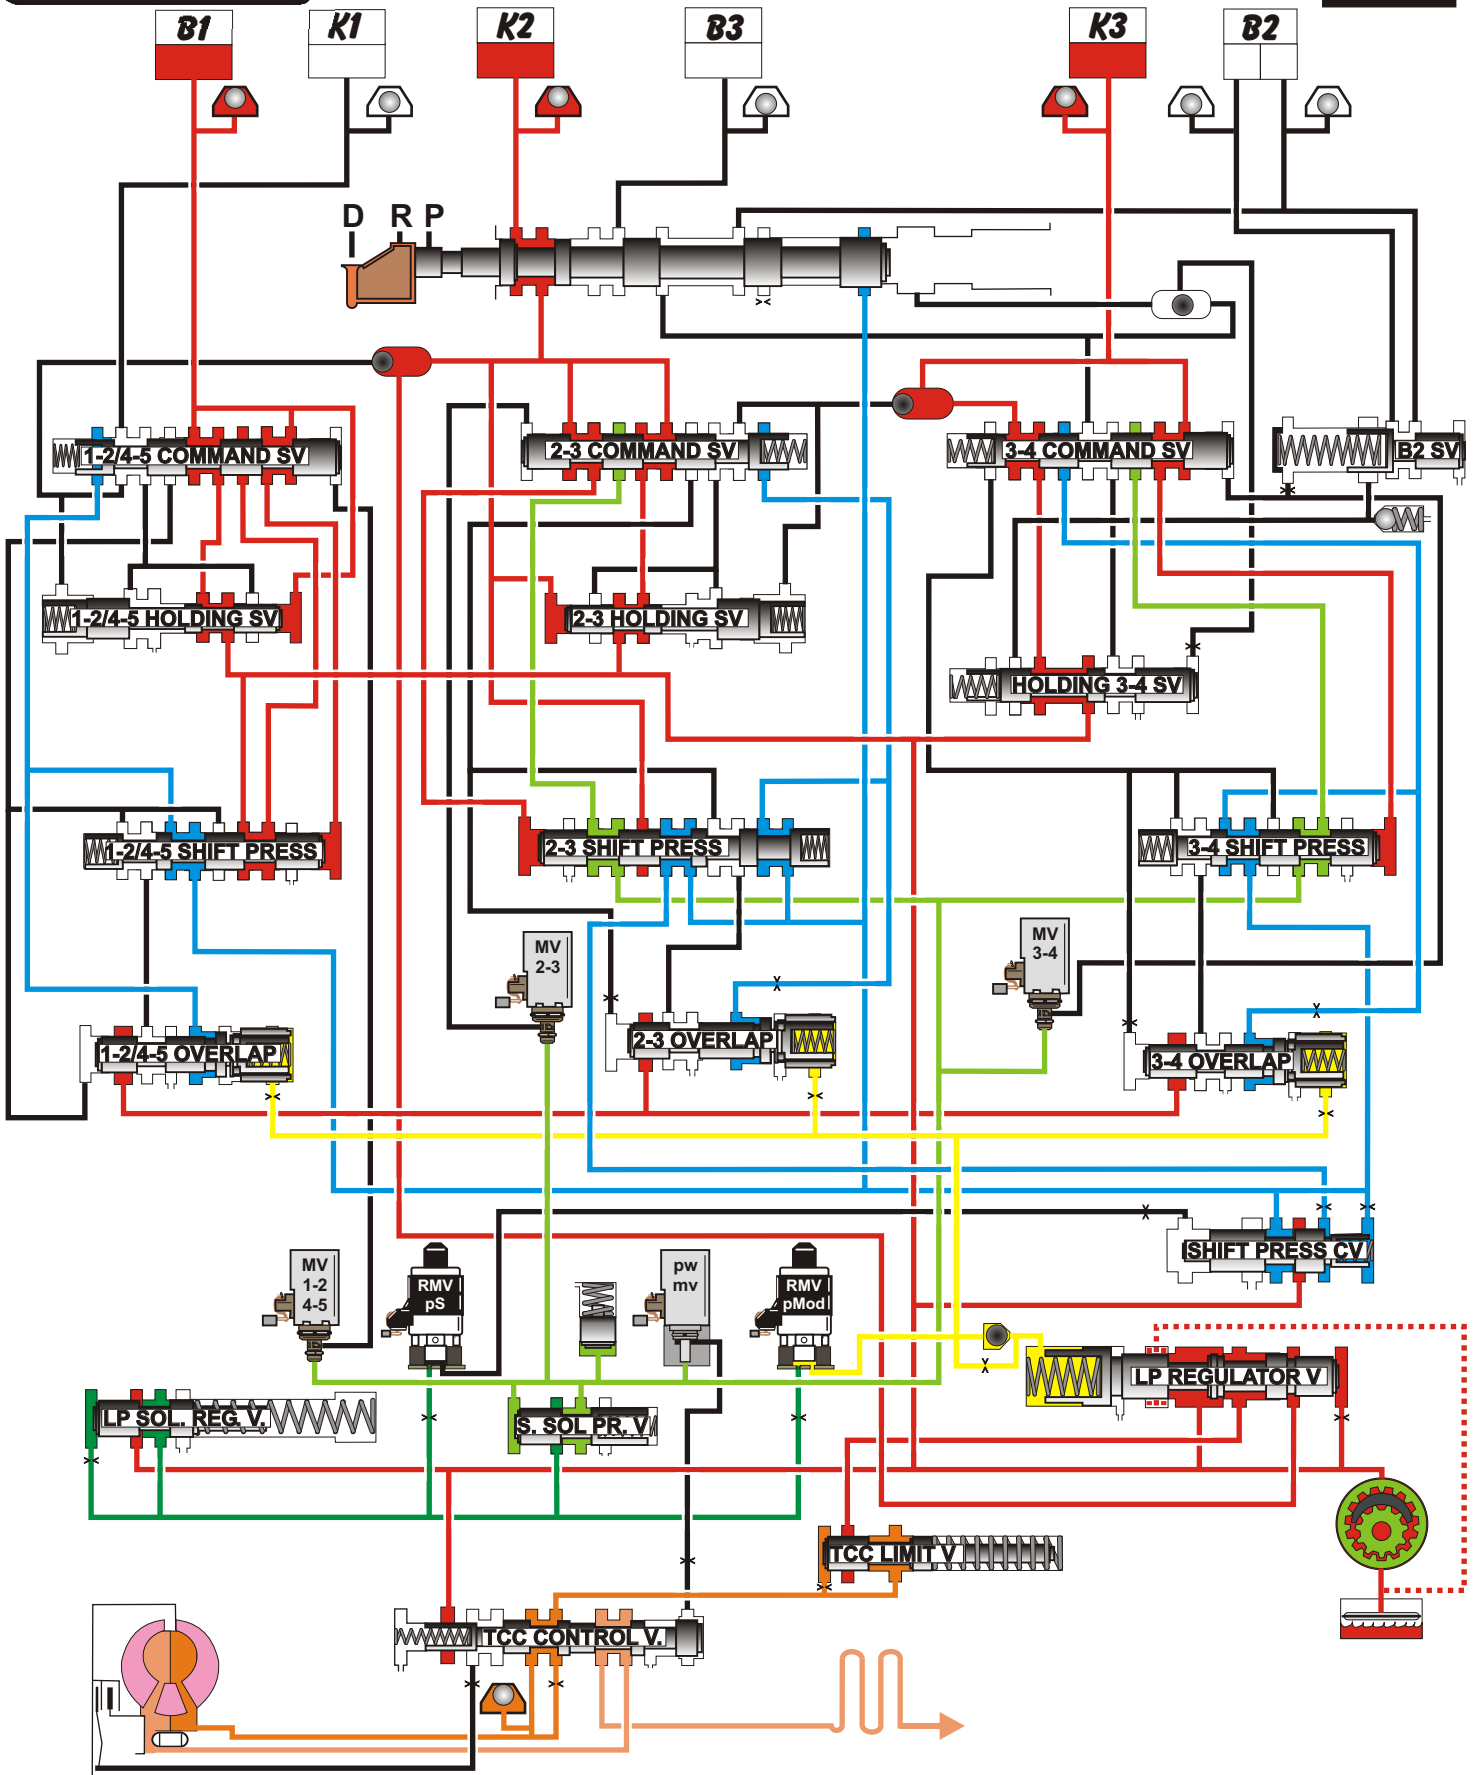 B1 K1 K2 B3 K3 B2
D R P
1-2/4-5 COMMAND SV
2-3 COMMAND SV
3-4 COMMAND SV
B2 SV
1-2/4-5 HOLDING SV
2-3 HOLDING SV
HOLDING 3-4 SV
1-2/4-5 SHIFT PRESS
2-3 SHIFT PRESS
3-4 SHIFT PRESS
MV
2-3
MV
3-4
1-2/4-5 OVERLAP
2-3 OVERLAP
3-4 OVERLAP
SHIFT PRESS CV
MV
1-2
4-5
RMV
pS
pw
mv
RMV
pMod
LP REGULATOR V
LP SOL. REG. V.
S. SOL PR. V
TCC LIMIT V
TCC CONTROL V.